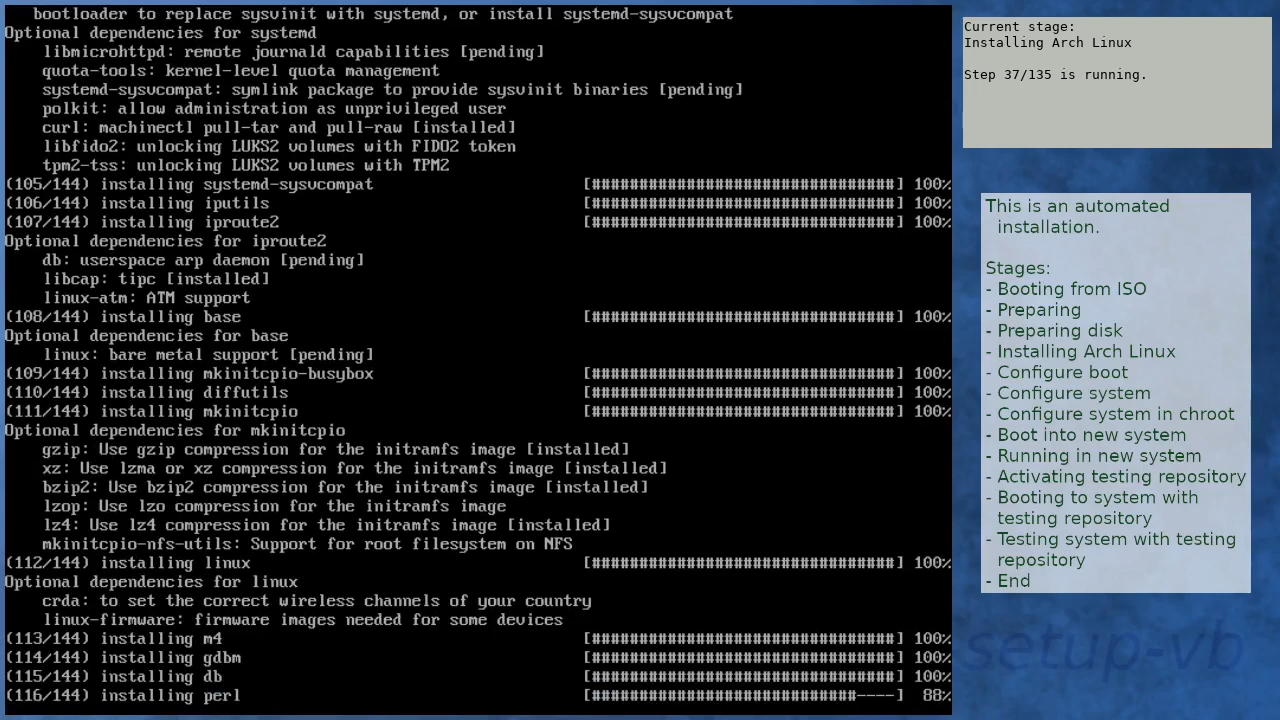 bootloader to replace sysvinit with systemd, or install systemd-sysvcompat
Optional dependencies for systemd
libmicrohttpd: remote journald capabilities [pending]
quota-tools: kernel-level quota management
systemd-sysvcompat: symlink package to provide sysvinit binaries [pending]
polkit: allow administration as unprivileged user
curl: machinectl pull-tar and pull-raw [installed]
libfido2: unlocking LUKS2 volumes with FIDO2 token
tpm2-tss: unlocking LUKS2 volumes with TPM2
(105/144) installing systemd-sysvcompat [################################] 100%
(106/144) installing iputils [################################] 100%
(107/144) installing iproute2 [################################] 100%
Optional dependencies for iproute2
db: userspace arp daemon [pending]
libcap: tipc [installed]
linux-atm: ATM support
(108/144) installing base [################################] 100%
Optional dependencies for base
linux: bare metal support [pending]
(109/144) installing mkinitcpio-busybox [################################] 100%
(110/144) installing diffutils [################################] 100%
(111/144) installing mkinitcpio [################################] 100%
Optional dependencies for mkinitcpio
gzip: Use gzip compression for the initramfs image [installed]
xz: Use lzma or xz compression for the initramfs image [installed]
bzip2: Use bzip2 compression for the initramfs image [installed]
lzop: Use lzo compression for the initramfs image
lz4: Use lz4 compression for the initramfs image [installed]
mkinitcpio-nfs-utils: Support for root filesystem on NFS
(112/144) installing linux [################################] 100%
Optional dependencies for linux
crda: to set the correct wireless channels of your country
linux-firmware: firmware images needed for some devices
(113/144) installing m4 [################################] 100%
(114/144) installing gdbm [################################] 100%
(115/144) installing db [################################] 100%
(116/144) installing perl [############################----] 88%
Current stage:
Installing Arch Linux
Step 37/135 is running.
This is an automated
installation.
Stages:
- Booting from ISO
- Preparing
- Preparing disk
- Installing Arch Linux
- Configure boot
- Configure system
- Configure system in chroot
- Boot into new system
- Running in new system
- Activating testing repository
- Booting to system with
testing repository
- Testing system with testing
repository
- End
setup-vb